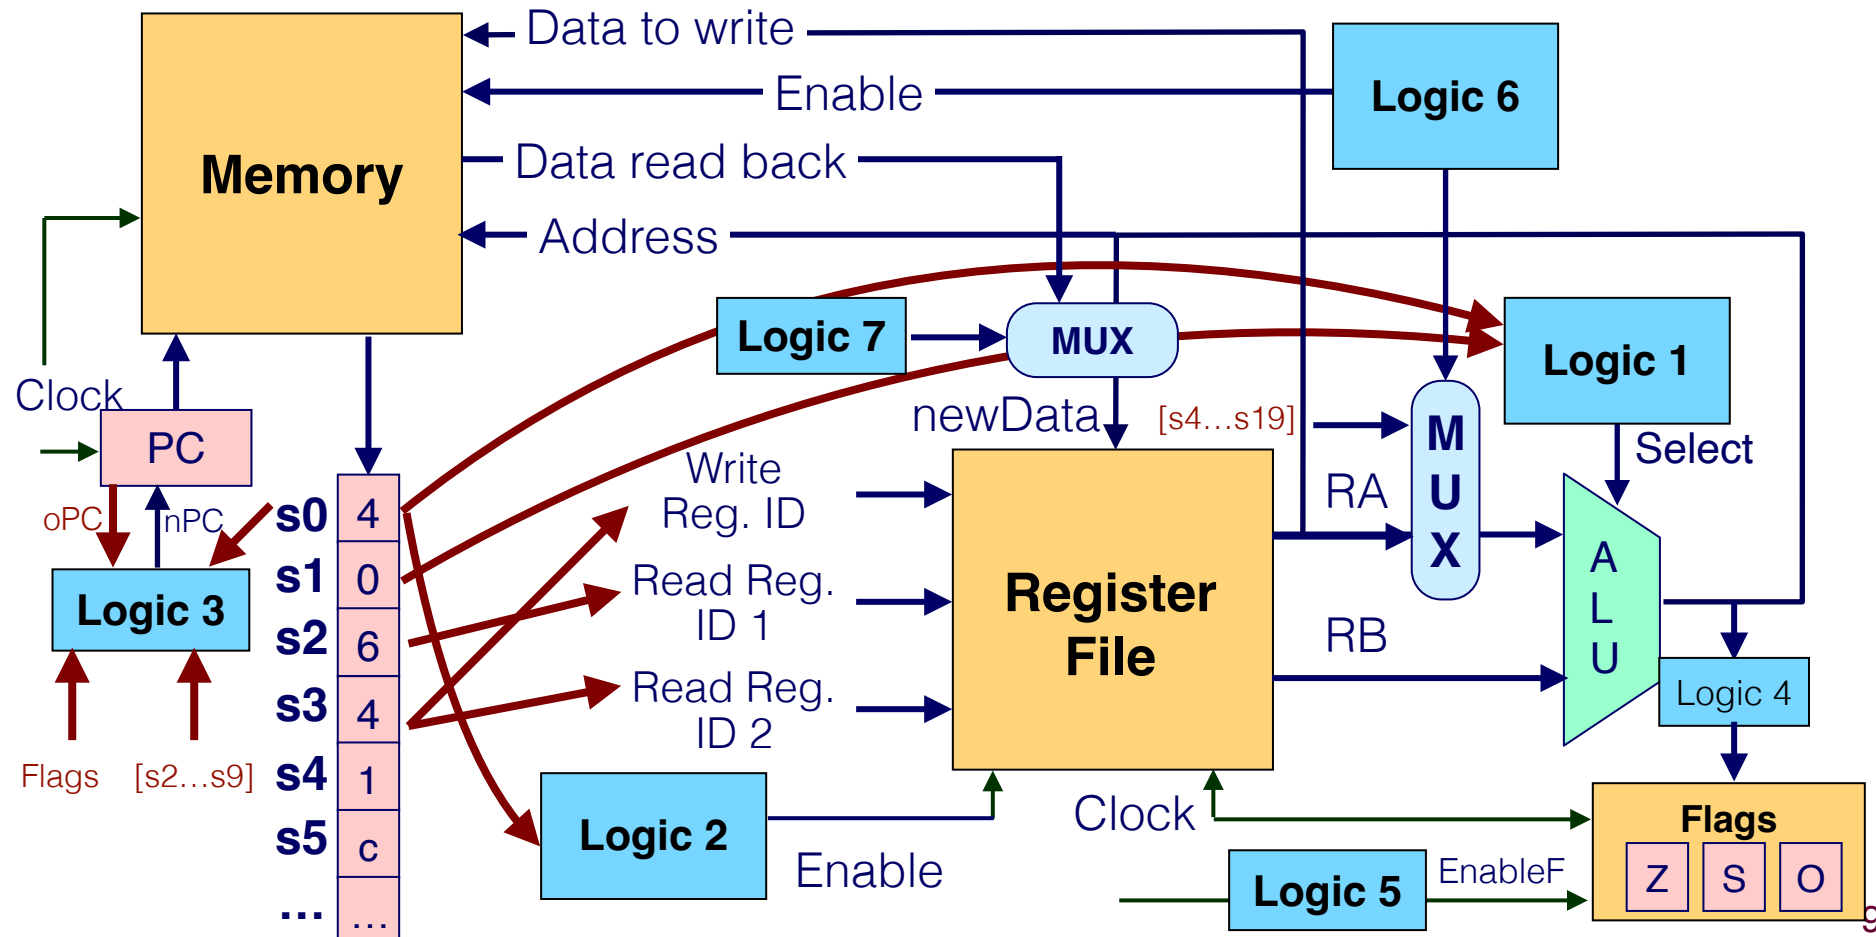 Data to write
Enable
Logic 6
Memory
Data read back
Address
Logic 7
MUX
Logic 1
Clock
newData
[s4...s19]
M
U
X
Select
PC
Write
Reg. ID
RA
oPC
nPC
s0
4
s1
0
Logic 3
Read Reg.
ID 1
Register
File
A
L
U
s2
6
RB
s3
4
Read Reg.
ID 2
Logic 4
Flags
[s2...s9]
s4
1
s5
c
Logic 2
Clock
Flags
Enable
Logic 5
EnableF
Z
S
O
...
...
9